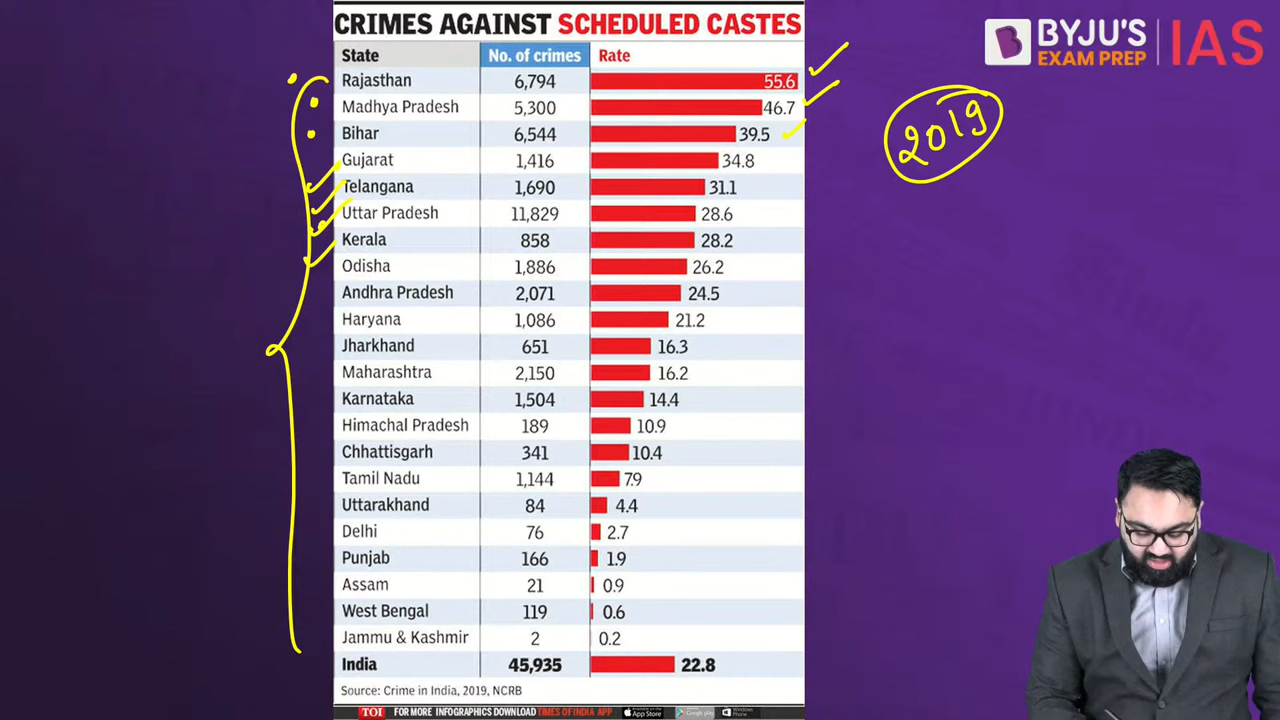 CRIMES AGAINST SCHEDULED CASTES
State No. of crimes Rate
Rajasthan 6,794 55.6
Madhya Pradesh 5,300 46.7
Bihar 6,544 39.5
Gujarat 1,416 34.8
Telangana 1,690 31.1
Uttar Pradesh 11,829 28.6
Kerala 858 28.2
Odisha 1,886 26.2
Andhra Pradesh 2,071 24.5
Haryana 1,086 21.2
Jharkhand 651 16.3
Maharashtra 2,150 16.2
Karnataka 1,504 14.4
Himachal Pradesh 189 10.9
Chhattisgarh 341 10.4
Tamil Nadu 1,144 7.9
Uttarakhand 84 4.4
Delhi 76 2.7
Punjab 166 1.9
Assam 21 0.9
West Bengal 119 0.6
Jammu & Kashmir 2 0.2
India 45,935 22.8
Source: Crime in India, 2019, NCRB
TOI FOR MORE INFOGRAPHICS DOWNLOAD TIMES OF INDIA APP App Store Google play Windows Phone
B BYJU'S IAS
EXAM PREP
2019